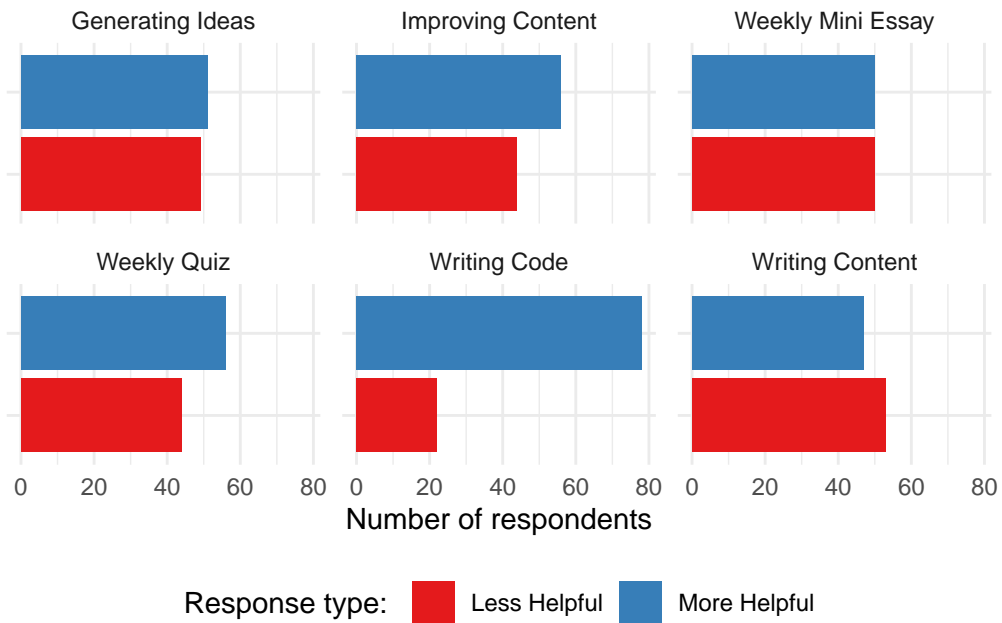 Generating Ideas Improving Content Weekly Mini Essay
0 20 40 60 80 0 20 40 60 80 0 20 40 60 80
Weekly Quiz Writing Code Writing Content
0 20 40 60 80 0 20 40 60 80 0 20 40 60 80
Number of respondents
Response type: Less Helpful More Helpful